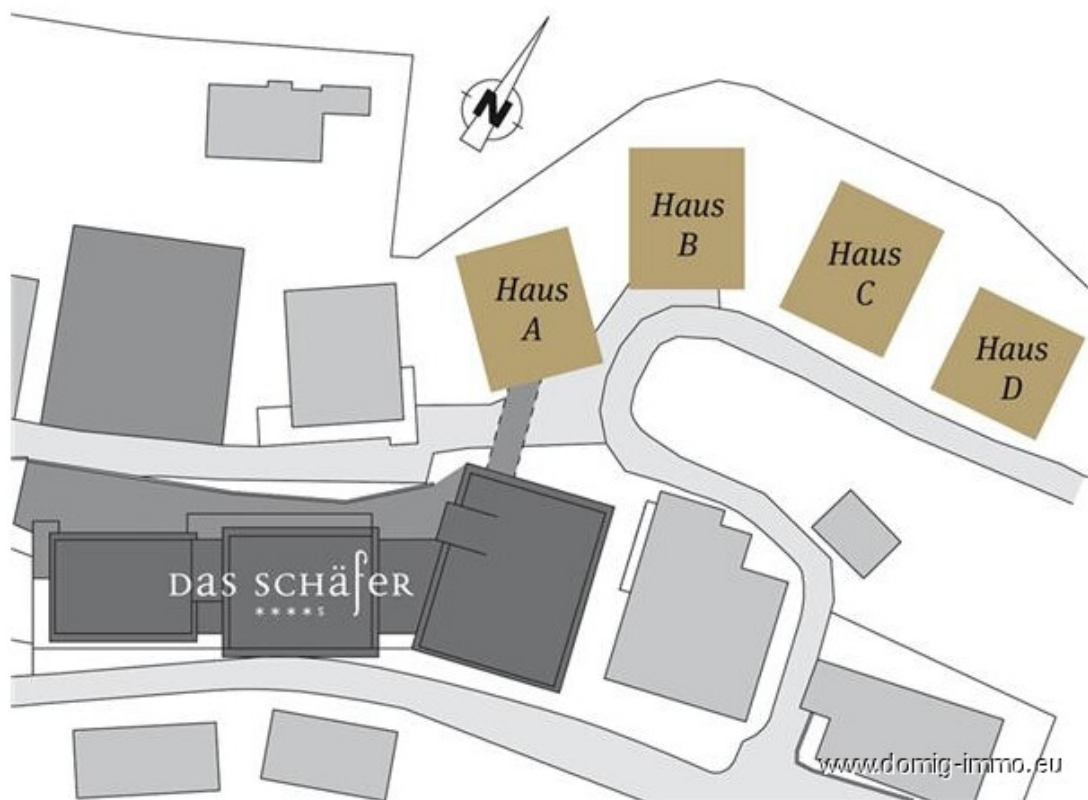 N
Haus
B
Haus
C
Haus
A
Haus
D
DAS SCHÄFER
****S
www.domig-immo.eu